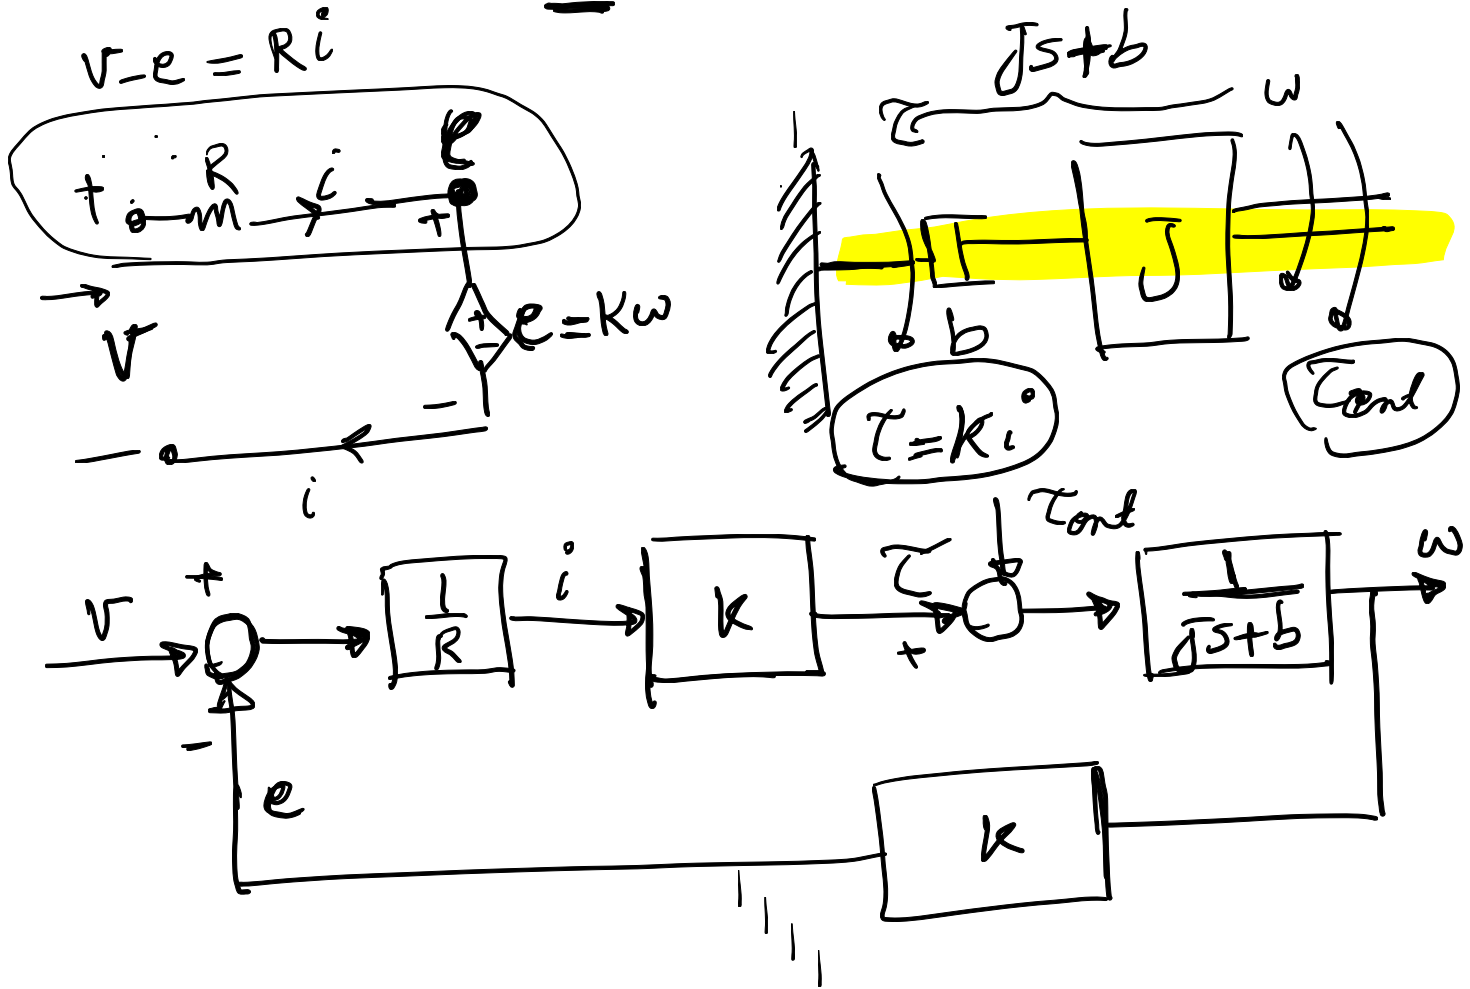 v-e = Ri
Js+b
τ
ω
e
R
i
+
+
J
v
+
-
e = Kω
b
τ = Ki
τext
-
-
i
τext
v
+
1/R
i
K
τ
+
1/(Js+b)
ω
-
e
K